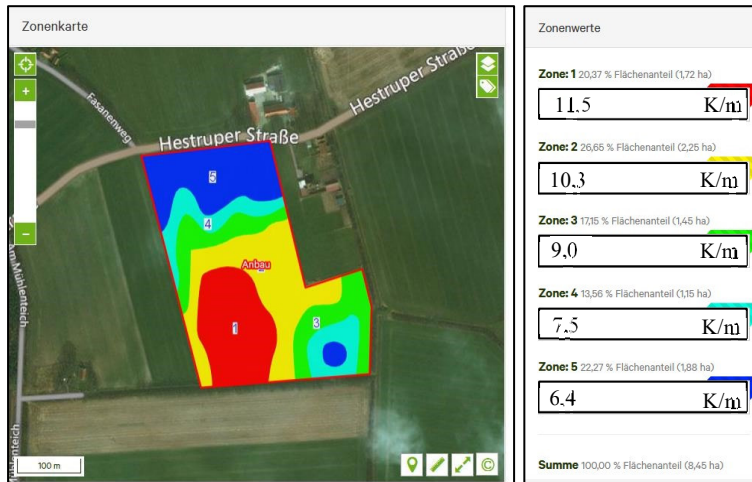 Zonenkarte
+
−
Fasanenweg
Hestruper Straße
Hestruper Straße
Am Mühlenteich
5
4
Anbau
1
3
100 m
Zonenwerte
Zone: 1 20,37 % Flächenanteil (1,72 ha)
11,5 K/m
Zone: 2 26,65 % Flächenanteil (2,25 ha)
10,3 K/m
Zone: 3 17,15 % Flächenanteil (1,45 ha)
9,0 K/m
Zone: 4 13,56 % Flächenanteil (1,15 ha)
7,5 K/m
Zone: 5 22,27 % Flächenanteil (1,88 ha)
6,4 K/m
Summe 100,00 % Flächenanteil (8,45 ha)